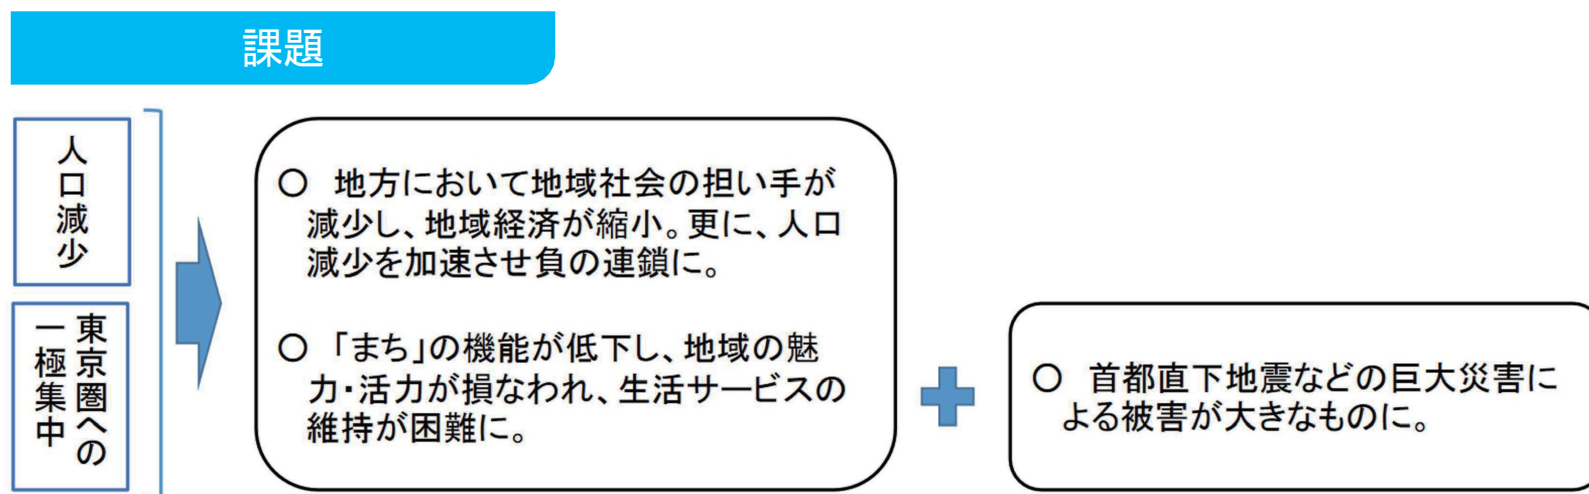 課題
人口減少
東京圏への
一極集中
○ 地方において地域社会の担い手が
減少し、地域経済が縮小。更に、人口
減少を加速させ負の連鎖に。
○ 「まち」の機能が低下し、地域の魅
力・活力が損なわれ、生活サービスの
維持が困難に。
○ 首都直下地震などの巨大災害に
よる被害が大きなものに。